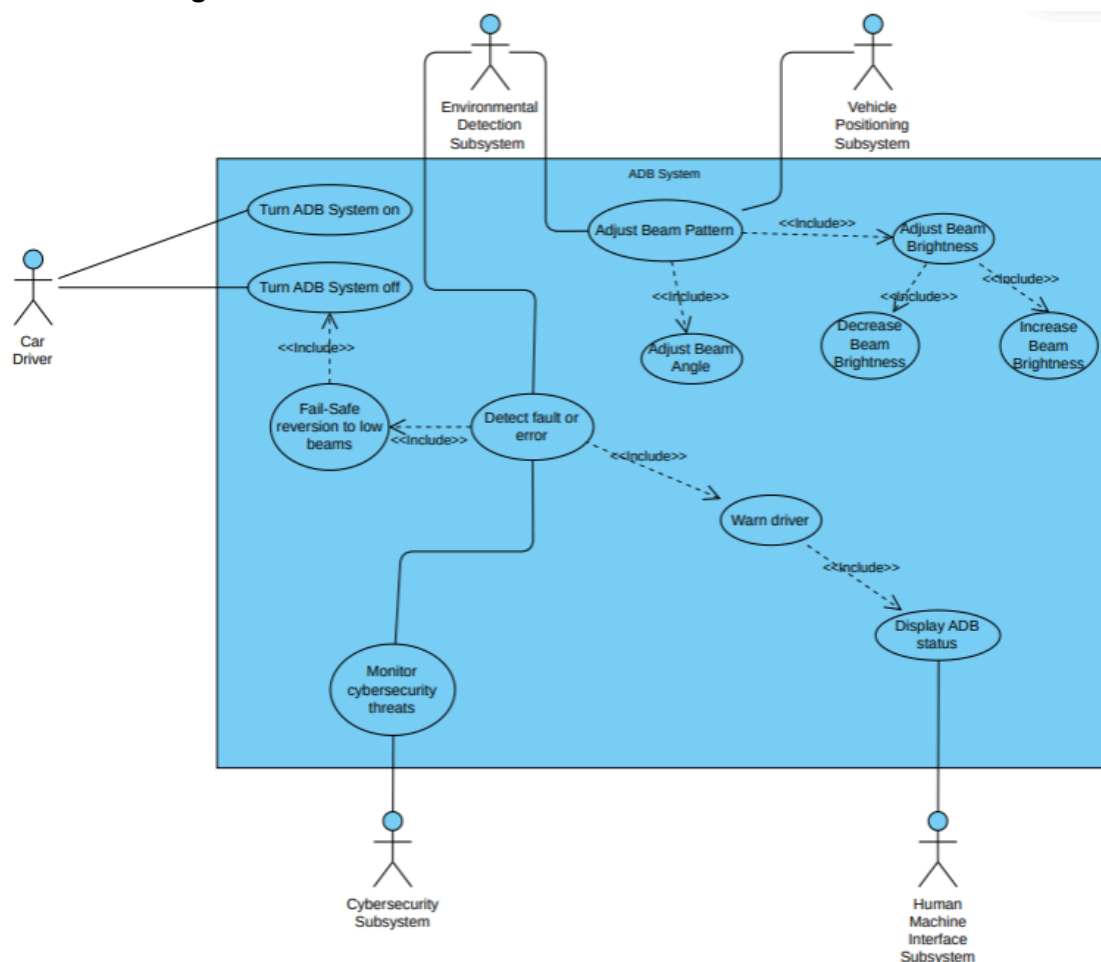 Environmental
Detection
Subsystem
Vehicle
Positioning
Subsystem
ADB System
Turn ADB System on
Adjust Beam Pattern
<<Include>>
Adjust Beam
Brightness
Car
Driver
Turn ADB System off
<<Include>>
<<Include>>
<<Include>>
<<Include>>
Adjust Beam
Angle
Decrease
Beam
Brightness
Increase
Beam
Brightness
Fail-Safe
reversion to low
beams
<<Include>>
Detect fault or
error
<<Include>>
Warn driver
<<Include>>
Display ADB
status
Monitor
cybersecurity
threats
Cybersecurity
Subsystem
Human
Machine
Interface
Subsystem